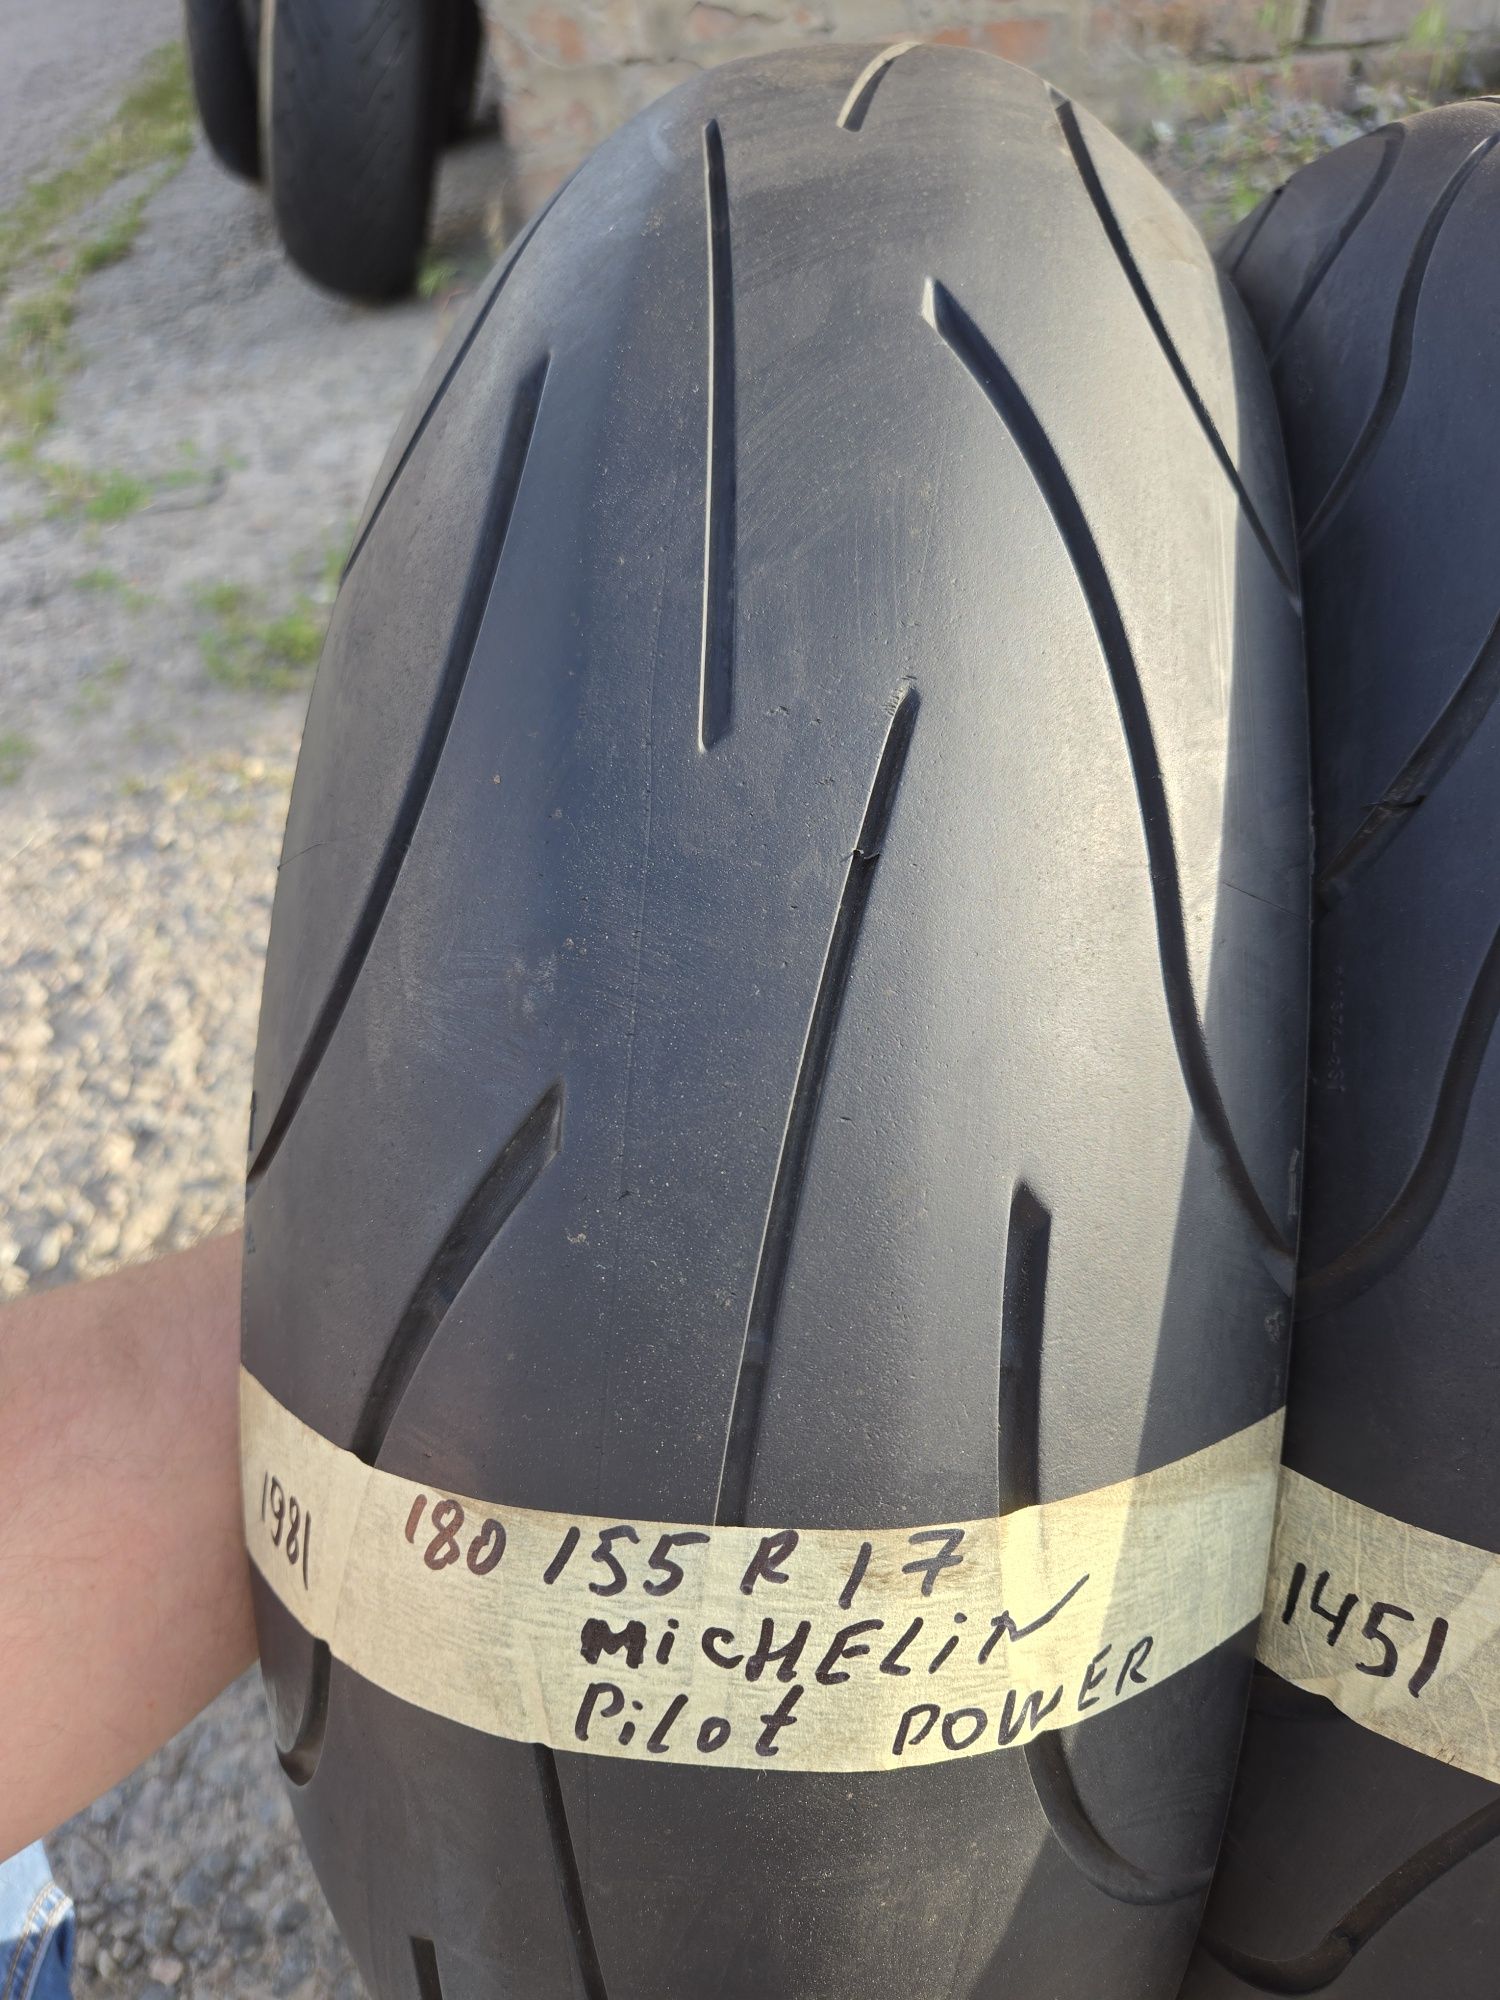 1981
180 155 R 17
MiCHELiN
Pilot POWER
1451